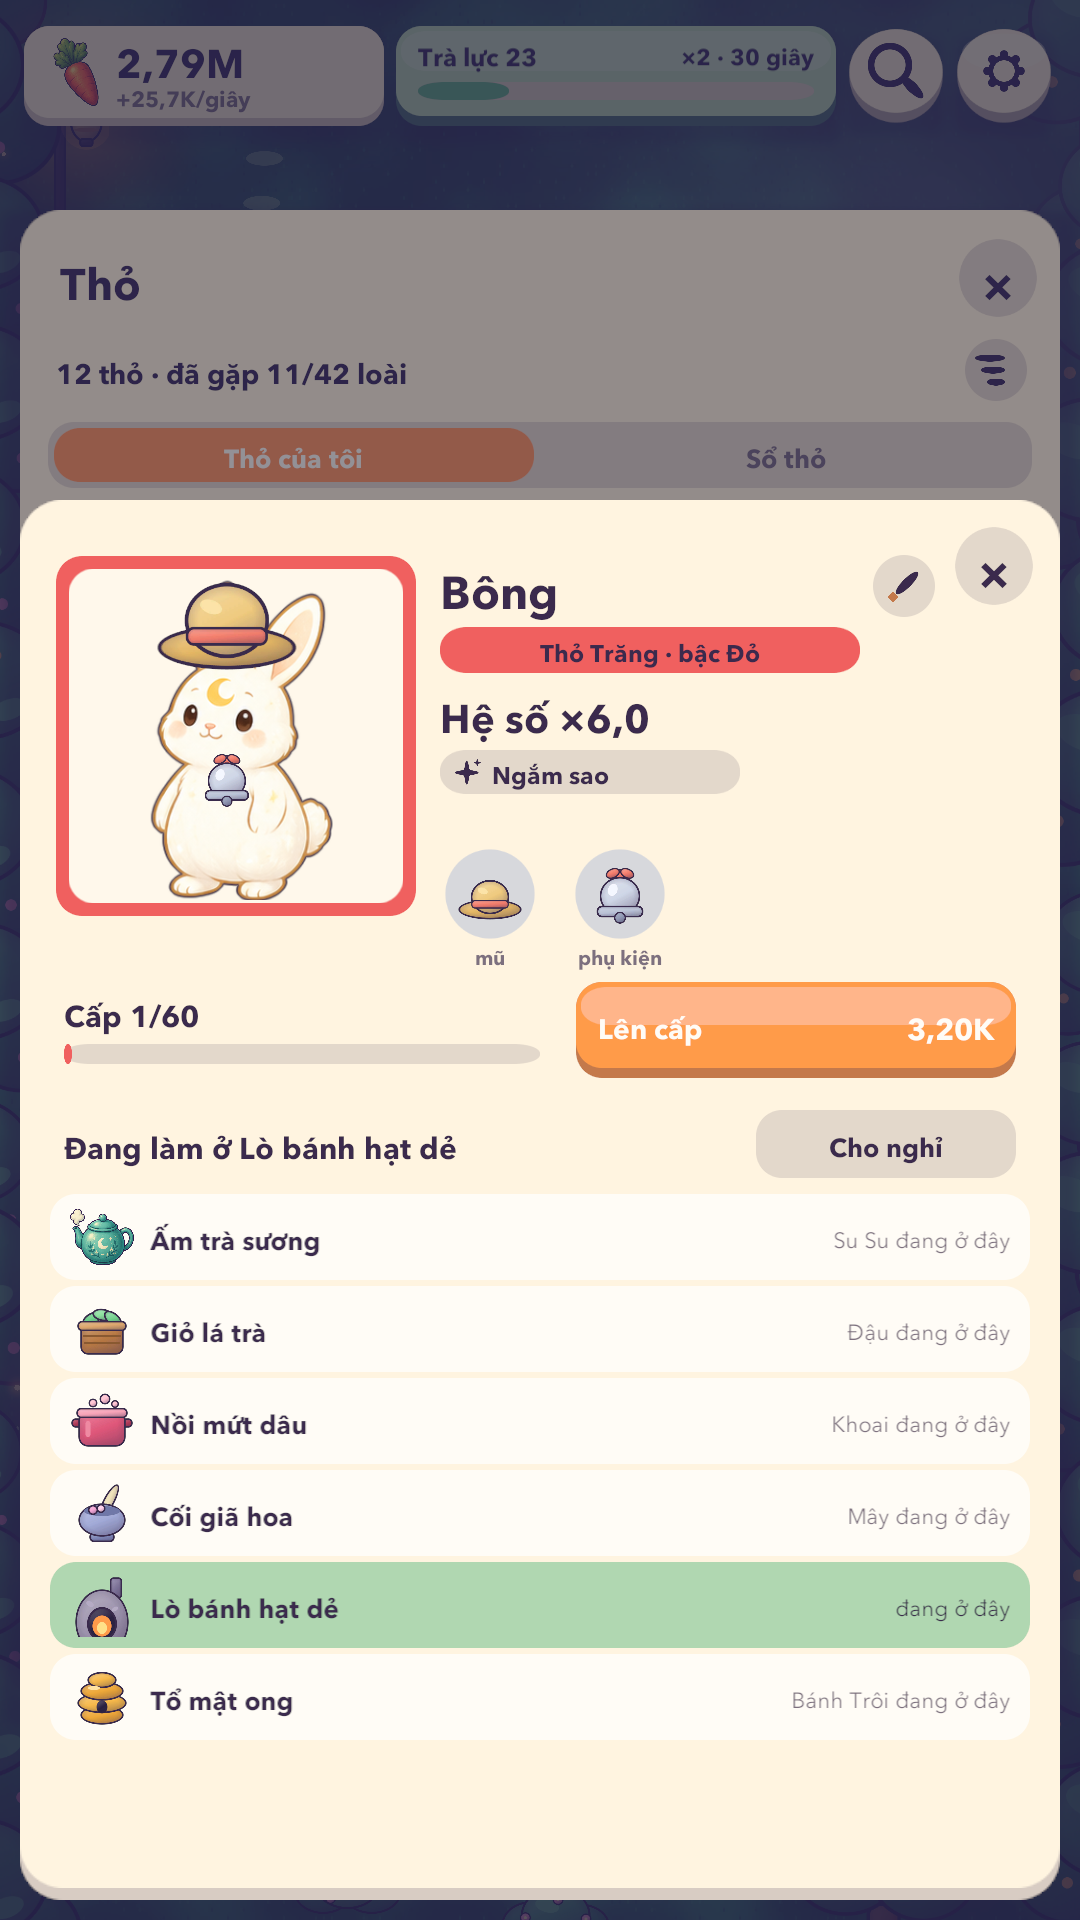 2,79M
+25,7K/giây
Trà lực 23
×2 · 30 giây
Thỏ
12 thỏ · đã gặp 11/42 loài
Thỏ của tôi
Sổ thỏ
Bông
Thỏ Trăng · bậc Đỏ
Hệ số ×6,0
Ngắm sao
mũ
phụ kiện
Cấp 1/60
Lên cấp
3,20K
Đang làm ở Lò bánh hạt dẻ
Cho nghỉ
Ấm trà sương
Su Su đang ở đây
Giỏ lá trà
Đậu đang ở đây
Nồi mứt dâu
Khoai đang ở đây
Cối giã hoa
Mây đang ở đây
Lò bánh hạt dẻ
đang ở đây
Tổ mật ong
Bánh Trôi đang ở đây